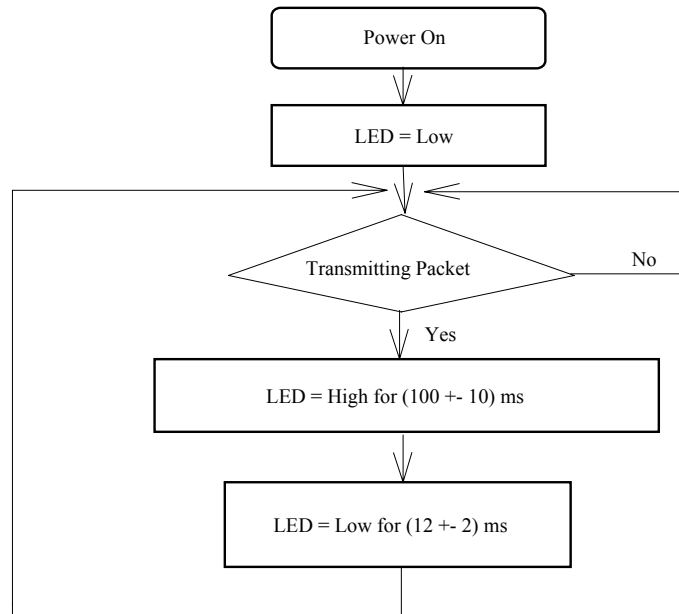 Power On
LED = Low
Transmitting Packet
No
Yes
LED = High for (100 +- 10) ms
LED = Low for (12 +- 2) ms